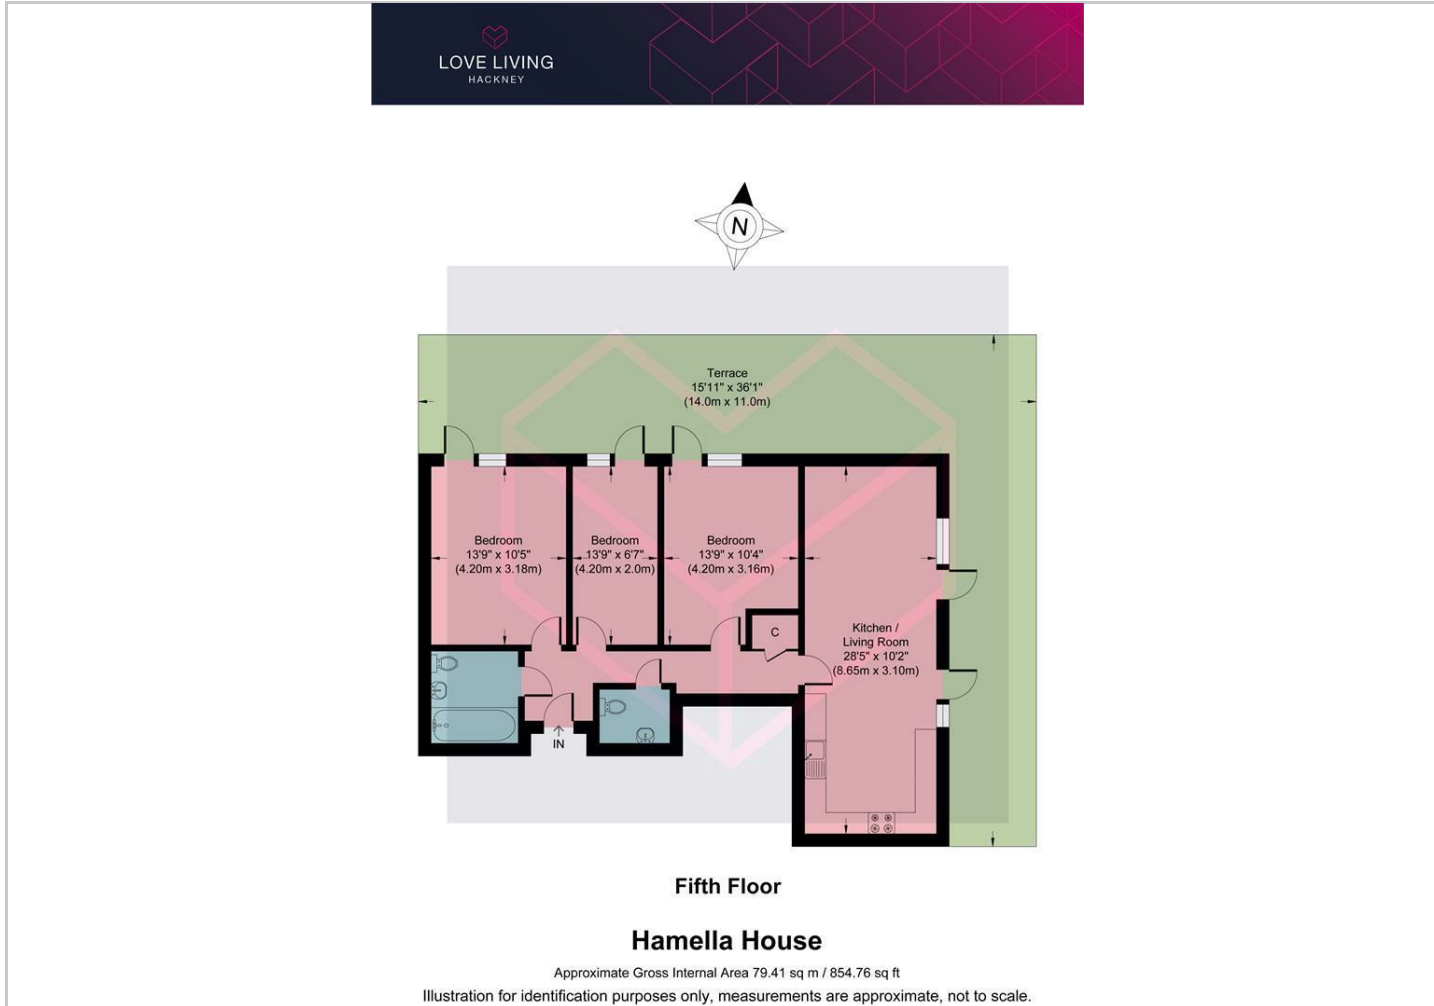 LOVE LIVING
HACKNEY
N
Terrace
15'11" x 36'1"
(14.0m x 11.0m)
Bedroom
13'9" x 10'5"
(4.20m x 3.18m)
Bedroom
13'9" x 6'7"
(4.20m x 2.0m)
Bedroom
13'9" x 10'4"
(4.20m x 3.16m)
C
Kitchen /
Living Room
28'5" x 10'2"
(8.65m x 3.10m)
IN
Fifth Floor
Hamella House
Approximate Gross Internal Area 79.41 sq m / 854.76 sq ft
Illustration for identification purposes only, measurements are approximate, not to scale.